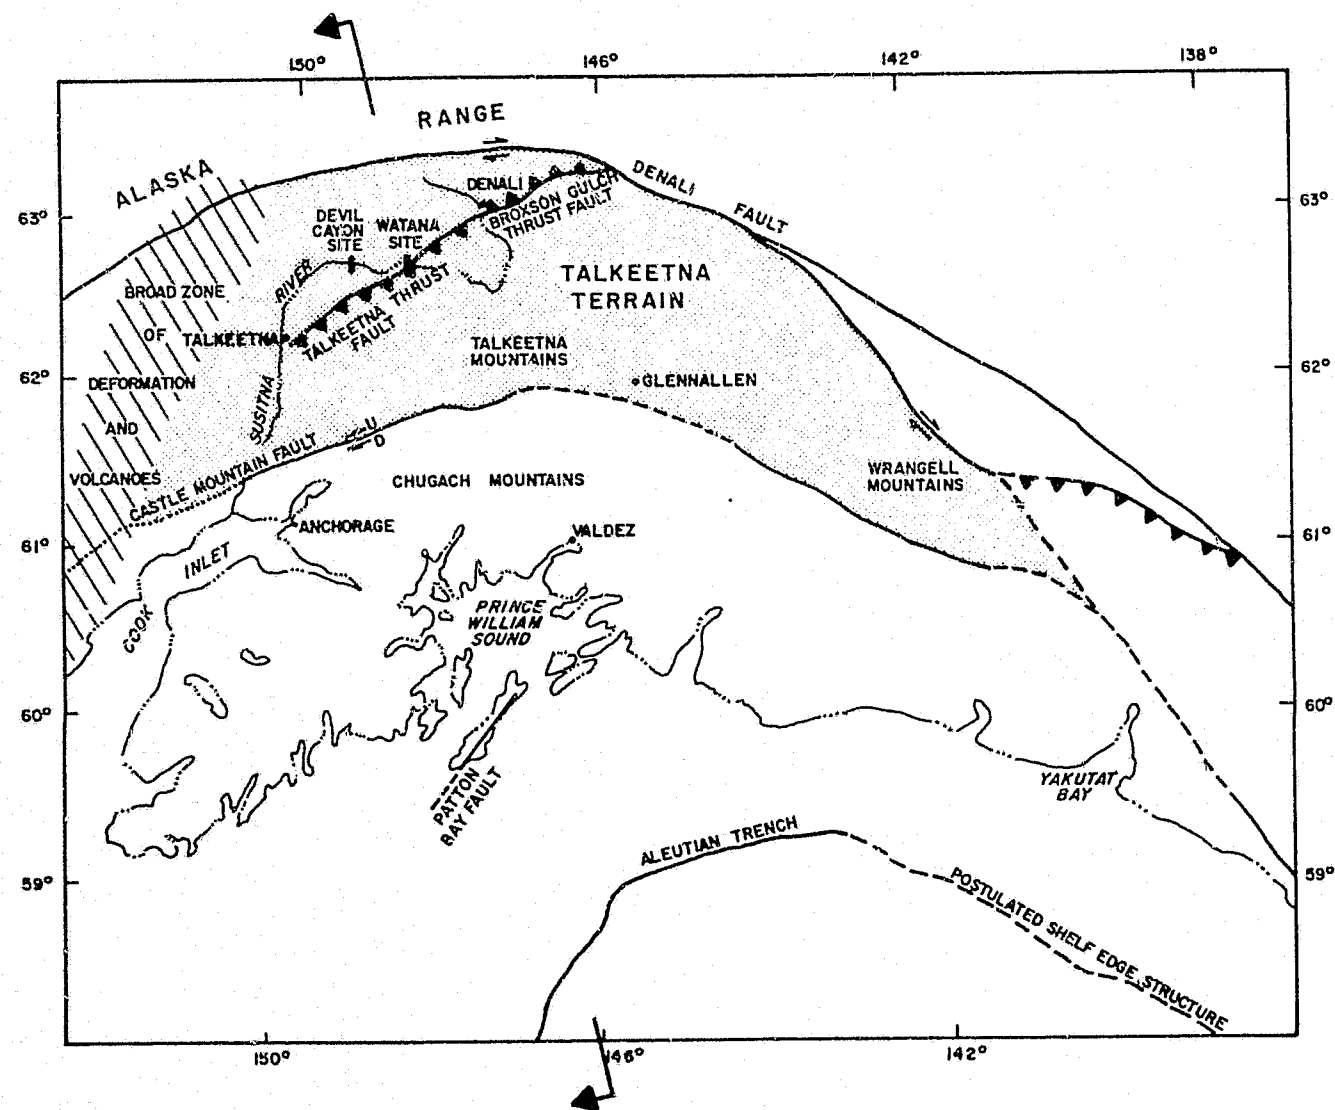 150°
146°
142°
138°
RANGE
ALASKA
DENALI
FAULT
63°
63°
DENALI
BROXSON GULCH
THRUST FAULT
DEVIL
CAYON
SITE
WATANA
SITE
RIVER
TALKEETNA
TERRAIN
BROAD ZONE
OF
TALKEETNA
TALKEETNA THRUST
FAULT
TALKEETNA
MOUNTAINS
62°
62°
DEFORMATION
GLENNALLEN
SUSITNA
AND
U
D
VOLCANOES
CASTLE MOUNTAIN FAULT
CHUGACH MOUNTAINS
WRANGELL
MOUNTAINS
ANCHORAGE
VALDEZ
61°
61°
COOK INLET
PRINCE
WILLIAM
SOUND
60°
60°
PATTON
BAY FAULT
YAKUTAT
BAY
ALEUTIAN TRENCH
59°
59°
POSTULATED SHELF EDGE STRUCTURE
150°
146°
142°